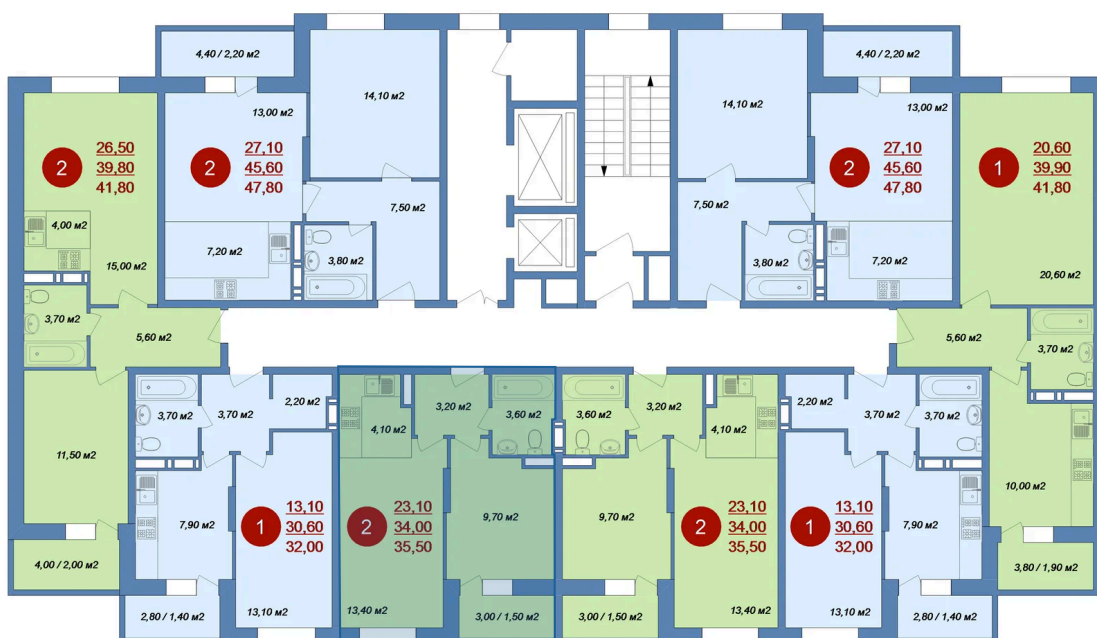 4,40 / 2,20 м2
14,10 м2
13,00 м2
2
27,10
45,60
47,80
7,20 м2
7,50 м2
3,80 м2
2
26,50
39,80
41,80
4,00 м2
15,00 м2
3,70 м2
5,60 м2
11,50 м2
4,00 / 2,00 м2
14,10 м2
4,40 / 2,20 м2
13,00 м2
2
27,10
45,60
47,80
7,50 м2
3,80 м2
7,20 м2
1
20,60
39,90
41,80
20,60 м2
5,60 м2
3,70 м2
10,00 м2
3,80 / 1,90 м2
3,70 м2
3,70 м2
2,20 м2
7,90 м2
1
13,10
30,60
32,00
13,10 м2
2,80 / 1,40 м2
3,20 м2
3,60 м2
4,10 м2
2
23,10
34,00
35,50
9,70 м2
13,40 м2
3,00 / 1,50 м2
3,60 м2
3,20 м2
4,10 м2
9,70 м2
2
23,10
34,00
35,50
13,40 м2
3,00 / 1,50 м2
2,20 м2
3,70 м2
3,70 м2
1
13,10
30,60
32,00
7,90 м2
13,10 м2
2,80 / 1,40 м2